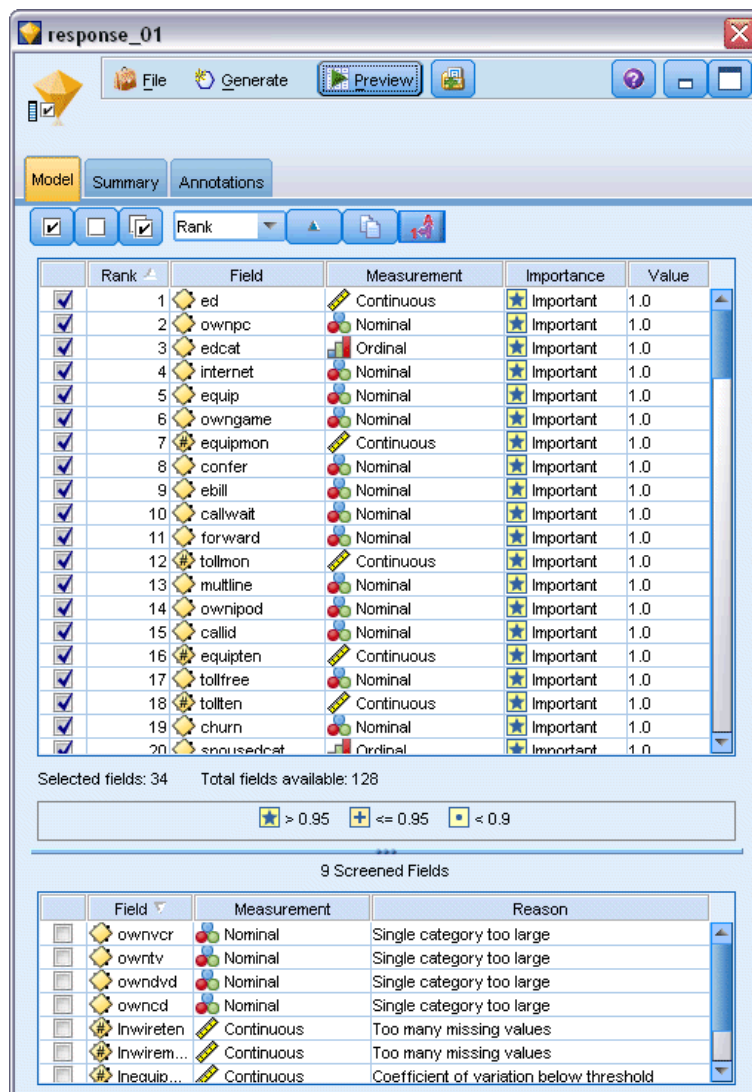 response_01
File Generate Preview
Model Summary Annotations
Rank
Rank Field Measurement Importance Value
1 ed Continuous Important 1.0
2 ownpc Nominal Important 1.0
3 edcat Ordinal Important 1.0
4 internet Nominal Important 1.0
5 equip Nominal Important 1.0
6 owngame Nominal Important 1.0
7 equipmon Continuous Important 1.0
8 confer Nominal Important 1.0
9 ebill Nominal Important 1.0
10 callwait Nominal Important 1.0
11 forward Nominal Important 1.0
12 tollmon Continuous Important 1.0
13 multline Nominal Important 1.0
14 ownipod Nominal Important 1.0
15 callid Nominal Important 1.0
16 equipten Continuous Important 1.0
17 tollfree Nominal Important 1.0
18 tollten Continuous Important 1.0
19 churn Nominal Important 1.0
20 spousedcat Ordinal Important 1.0
Selected fields: 34 Total fields available: 128
> 0.95 <= 0.95 < 0.9
9 Screened Fields
Field Measurement Reason
ownvcr Nominal Single category too large
owntv Nominal Single category too large
owndvd Nominal Single category too large
owncd Nominal Single category too large
lnwireten Continuous Too many missing values
lnwirem... Continuous Too many missing values
lnequip... Continuous Coefficient of variation below threshold